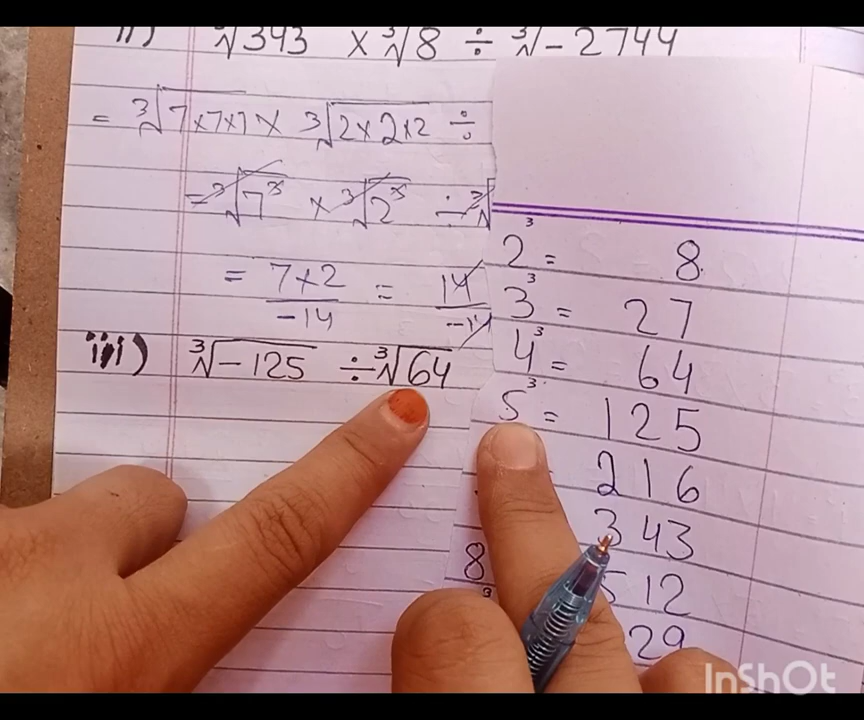 ii) ∛343 × ∛8 ÷ ∛-2744
= ∛7×7×7 × ∛2×2×2 ÷
= ∛7³ × ∛2³ ÷ ∛
= 7×2/-14 = 14/-14
iii) ∛-125 ÷ ∛64
2³ = 8
3³ = 27
4³ = 64
5³ = 125
216
343
8³ 512
29
InShOt